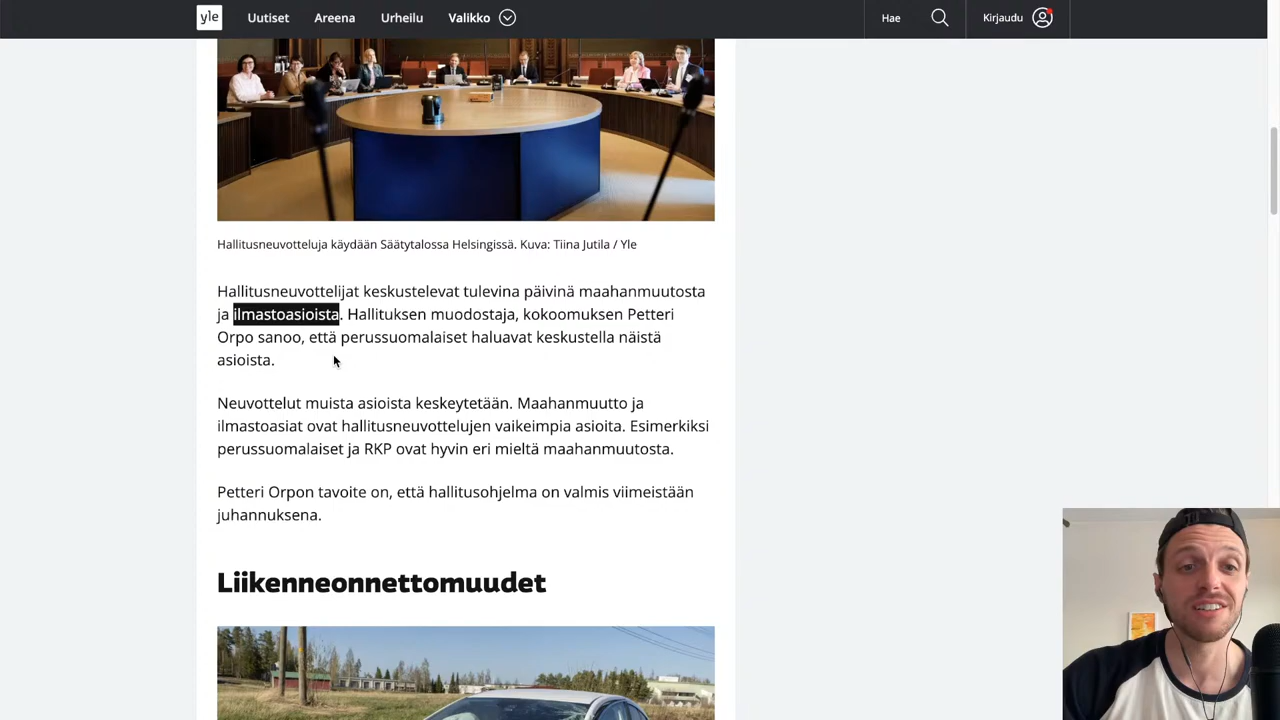 yle Uutiset Areena Urheilu Valikko Hae Kirjaudu
Hallitusneuvotteluja käydään Säätytalossa Helsingissä. Kuva: Tiina Jutila / Yle
Hallitusneuvottelijat keskustelevat tulevina päivinä maahanmuutosta
ja ilmastoasioista. Hallituksen muodostaja, kokoomuksen Petteri
Orpo sanoo, että perussuomalaiset haluavat keskustella näistä
asioista.
Neuvottelut muista asioista keskeytetään. Maahanmuutto ja
ilmastoasiat ovat hallitusneuvottelujen vaikeimpia asioita. Esimerkiksi
perussuomalaiset ja RKP ovat hyvin eri mieltä maahanmuutosta.
Petteri Orpon tavoite on, että hallitusohjelma on valmis viimeistään
juhannuksena.
Liikenneonnettomuudet